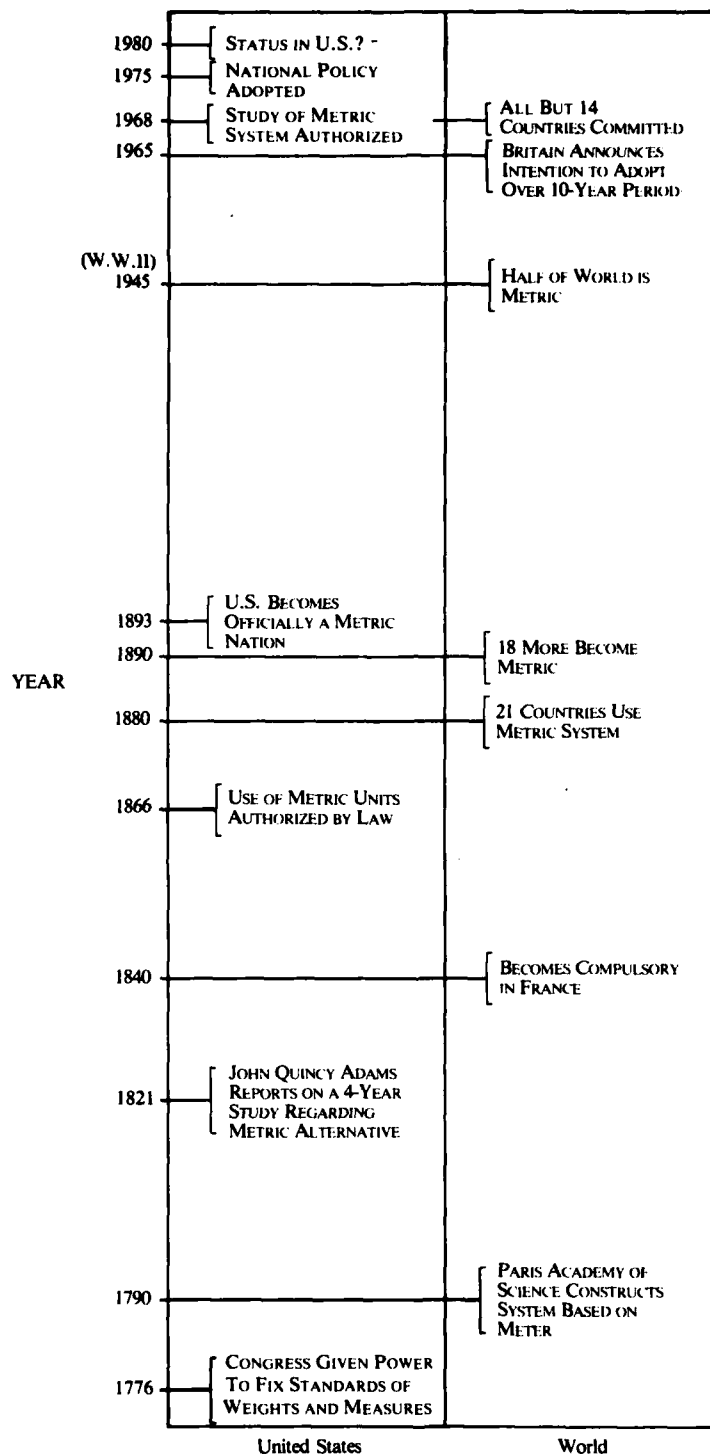 1980 STATUS IN U.S.?
1975 NATIONAL POLICY
ADOPTED
1968 STUDY OF METRIC
SYSTEM AUTHORIZED
ALL BUT 14
COUNTRIES COMMITTED
1965 BRITAIN ANNOUNCES
INTENTION TO ADOPT
OVER 10-YEAR PERIOD
(W.W.II)
1945 HALF OF WORLD IS
METRIC
1893 U.S. BECOMES
OFFICIALLY A METRIC
NATION
1890 18 MORE BECOME
METRIC
YEAR
1880 21 COUNTRIES USE
METRIC SYSTEM
1866 USE OF METRIC UNITS
AUTHORIZED BY LAW
1840 BECOMES COMPULSORY
IN FRANCE
1821 JOHN QUINCY ADAMS
REPORTS ON A 4-YEAR
STUDY REGARDING
METRIC ALTERNATIVE
1790 PARIS ACADEMY OF
SCIENCE CONSTRUCTS
SYSTEM BASED ON
METER
1776 CONGRESS GIVEN POWER
TO FIX STANDARDS OF
WEIGHTS AND MEASURES
United States World